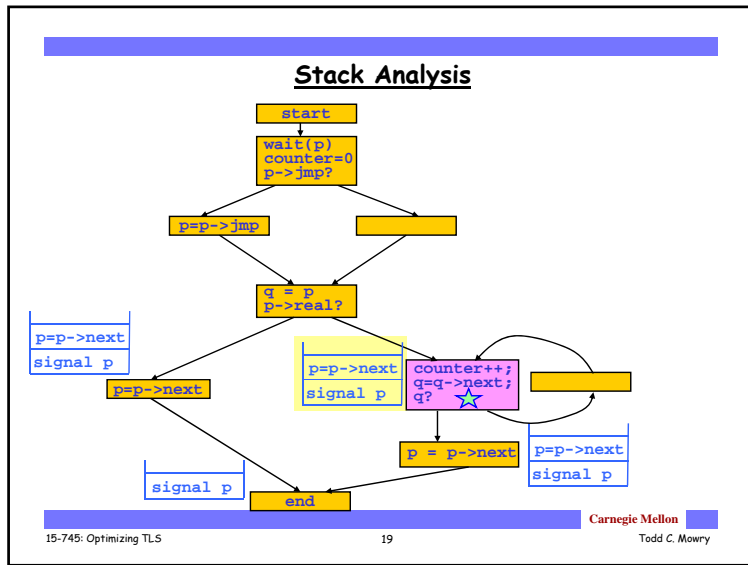 Stack Analysis
start
wait(p)
counter=0
p->jmp?
p=p->jmp
q = p
p->real?
p=p->next
signal p
p=p->next
signal p
counter++;
q=q->next;
q?
p=p->next
p = p->next
p=p->next
signal p
signal p
end
Carnegie Mellon
15-745: Optimizing TLS
19
Todd C. Mowry